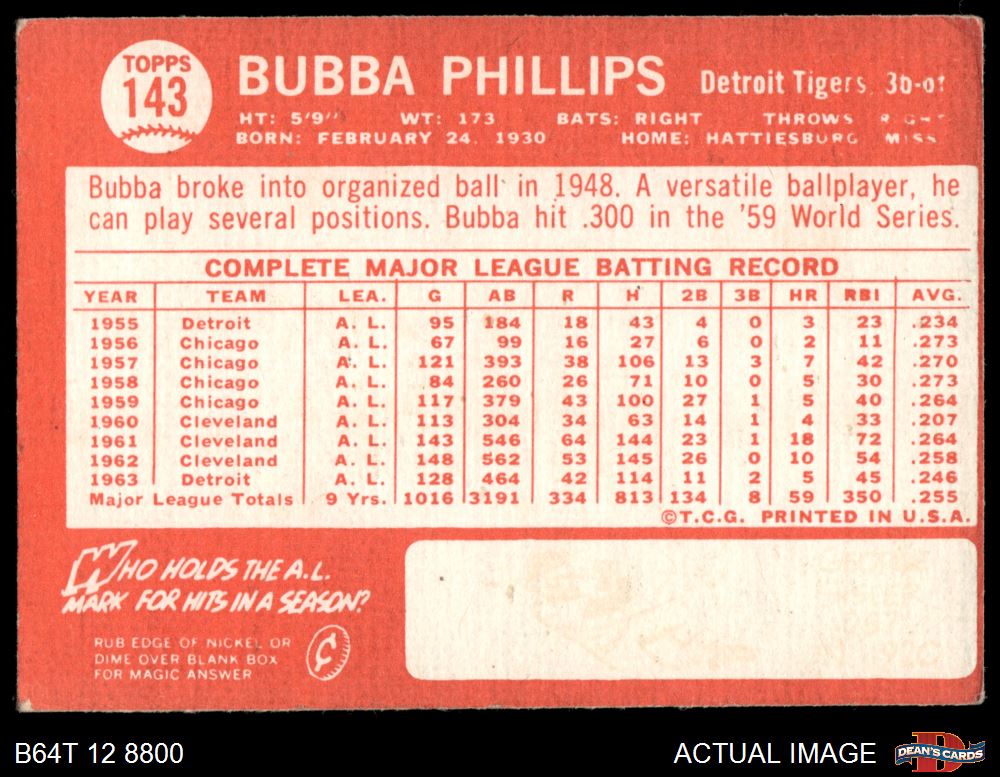 TOPPS
143
BUBBA PHILLIPS Detroit Tigers, 3b-of
HT: 5'9" WT: 173 BATS: RIGHT THROWS RIGHT
BORN: FEBRUARY 24, 1930 HOME: HATTIESBURG MISS
Bubba broke into organized ball in 1948. A versatile ballplayer, he
can play several positions. Bubba hit .300 in the '59 World Series.
COMPLETE MAJOR LEAGUE BATTING RECORD
YEAR TEAM LEA. G AB R H 2B 3B HR RBI AVG.
1955 Detroit A. L. 95 184 18 43 4 0 3 23 .234
1956 Chicago A. L. 67 99 16 27 6 0 2 11 .273
1957 Chicago A. L. 121 393 38 106 13 3 7 42 .270
1958 Chicago A. L. 84 260 26 71 10 0 5 30 .273
1959 Chicago A. L. 117 379 43 100 27 1 5 40 .264
1960 Cleveland A. L. 113 304 34 63 14 1 4 33 .207
1961 Cleveland A. L. 143 546 64 144 23 1 18 72 .264
1962 Cleveland A. L. 148 562 53 145 26 0 10 54 .258
1963 Detroit A. L. 128 464 42 114 11 2 5 45 .246
Major League Totals 9 Yrs. 1016 3191 334 813 134 8 59 350 .255
©T.C.G. PRINTED IN U.S.A.
WHO HOLDS THE A.L.
MARK FOR HITS IN A SEASON?
RUB EDGE OF NICKEL OR
DIME OVER BLANK BOX
FOR MAGIC ANSWER
B64T 12 8800
ACTUAL IMAGE
DEAN'S CARDS